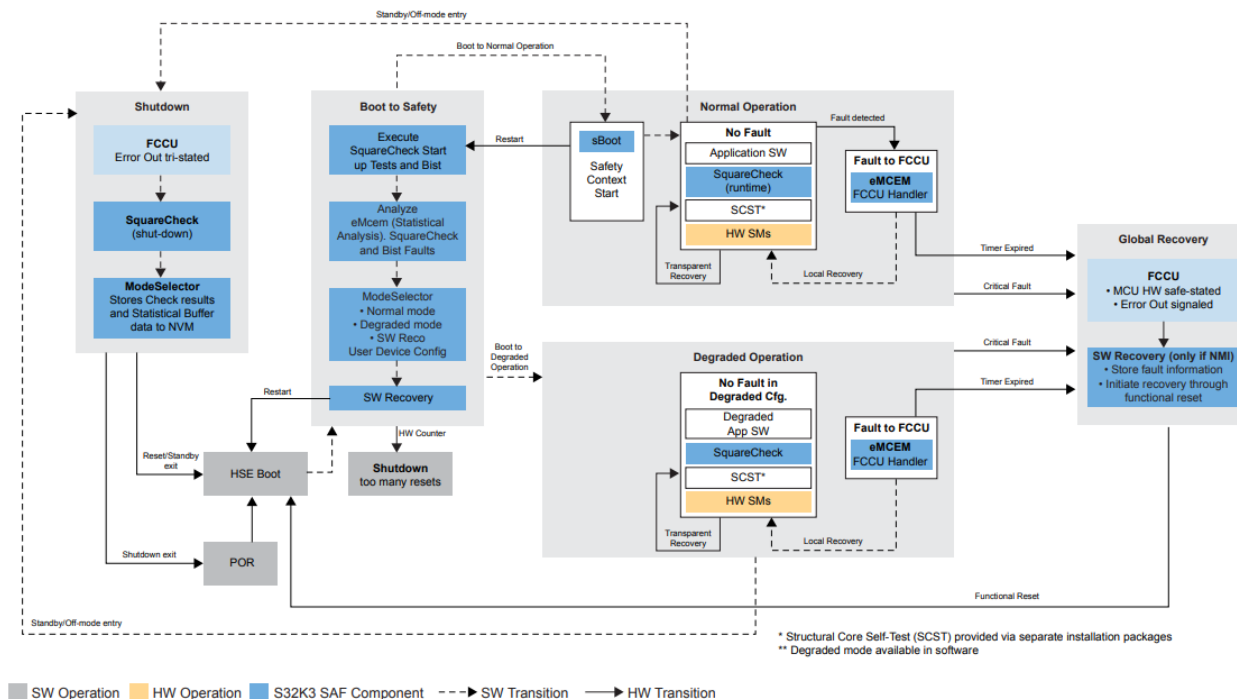 Standby/Off-mode entry
Boot to Normal Operation
Shutdown
FCCU
Error Out tri-stated
SquareCheck
(shut-down)
ModeSelector
Stores Check results
and Statistical Buffer
data to NVM
Boot to Safety
Execute
SquareCheck Start
up Tests and Bist
Analyze
eMcem (Statistical
Analysis). SquareCheck
and Bist Faults
ModeSelector
• Normal mode
• Degraded mode
• SW Reco
User Device Config
SW Recovery
Restart
Normal Operation
sBoot
Safety
Context
Start
No Fault
Application SW
SquareCheck
(runtime)
SCST*
HW SMs
Transparent
Recovery
Fault detected
Fault to FCCU
eMCEM
FCCU Handler
Local Recovery
Timer Expired
Critical Fault
Global Recovery
FCCU
• MCU HW safe-stated
• Error Out signaled
SW Recovery (only if NMI)
• Store fault information
• Initiate recovery through
functional reset
Boot to
Degraded
Operation
Degraded Operation
No Fault in
Degraded Cfg.
Degraded
App SW
SquareCheck
SCST*
HW SMs
Transparent
Recovery
Fault to FCCU
eMCEM
FCCU Handler
Local Recovery
Critical Fault
Timer Expired
Restart
HW Counter
Reset/Standby
exit
HSE Boot
Shutdown
too many resets
Shutdown exit
POR
Functional Reset
Standby/Off-mode entry
* Structural Core Self-Test (SCST) provided via separate installation packages
** Degraded mode available in software
SW Operation
HW Operation
S32K3 SAF Component
SW Transition
HW Transition